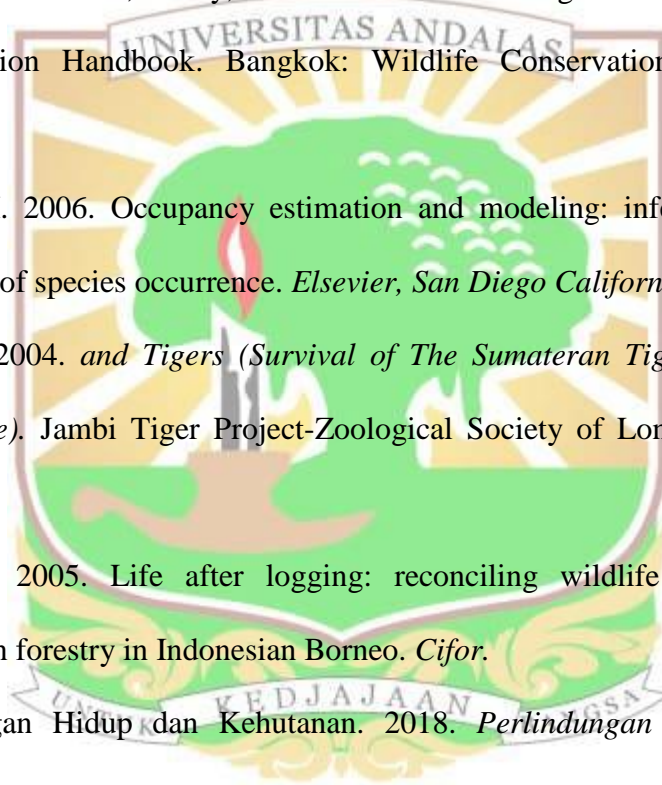 UNIVERSITAS ANDALAS
ion Handbook. Bangkok: Wildlife Conservation
2006. Occupancy estimation and modeling: inf
of species occurrence. Elsevier, San Diego Californ
2004. and Tigers (Survival of The Sumateran Tig
e). Jambi Tiger Project-Zoological Society of Lon
2005. Life after logging: reconciling wildlife
n forestry in Indonesian Borneo. Cifor.
UNTUK KEDJAJAAN BANGSA
gan Hidup dan Kehutanan. 2018. Perlindungan